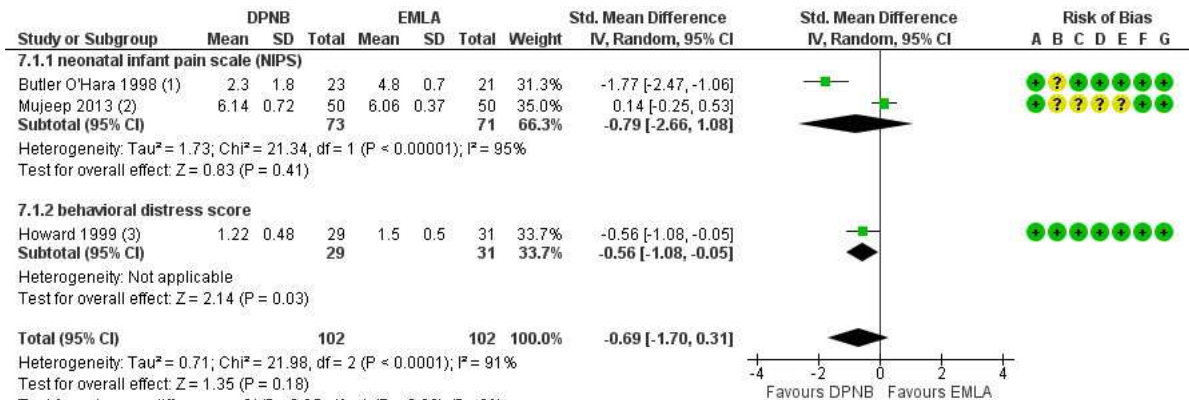 DPNB EMLA Std. Mean Difference Std. Mean Difference Risk of Bias
Study or Subgroup Mean SD Total Mean SD Total Weight IV, Random, 95% CI IV, Random, 95% CI A B C D E F G
7.1.1 neonatal infant pain scale (NIPS)
Butler O'Hara 1998 (1) 2.3 1.8 23 4.8 0.7 21 31.3% -1.77 [-2.47, -1.06] + ? + + + + +
Mujeep 2013 (2) 6.14 0.72 50 6.06 0.37 50 35.0% 0.14 [-0.25, 0.53] + ? ? ? ? + +
Subtotal (95% CI) 73 71 66.3% -0.79 [-2.66, 1.08]
Heterogeneity: Tau² = 1.73; Chi² = 21.34, df = 1 (P < 0.00001); I² = 95%
Test for overall effect: Z = 0.83 (P = 0.41)
7.1.2 behavioral distress score
Howard 1999 (3) 1.22 0.48 29 1.5 0.5 31 33.7% -0.56 [-1.08, -0.05] + + + + + + +
Subtotal (95% CI) 29 31 33.7% -0.56 [-1.08, -0.05]
Heterogeneity: Not applicable
Test for overall effect: Z = 2.14 (P = 0.03)
Total (95% CI) 102 102 100.0% -0.69 [-1.70, 0.31]
Heterogeneity: Tau² = 0.71; Chi² = 21.98, df = 2 (P < 0.0001); I² = 91%
-4 -2 0 2 4
Test for overall effect: Z = 1.35 (P = 0.18)
Favours DPNB Favours EMLA